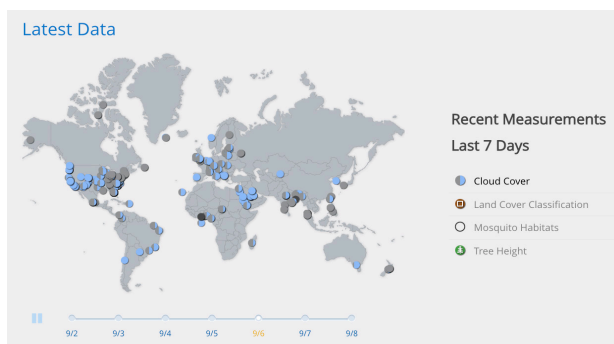 Latest Data
Recent Measurements
Last 7 Days
Cloud Cover
Land Cover Classification
Mosquito Habitats
Tree Height
9/2
9/3
9/4
9/5
9/6
9/7
9/8